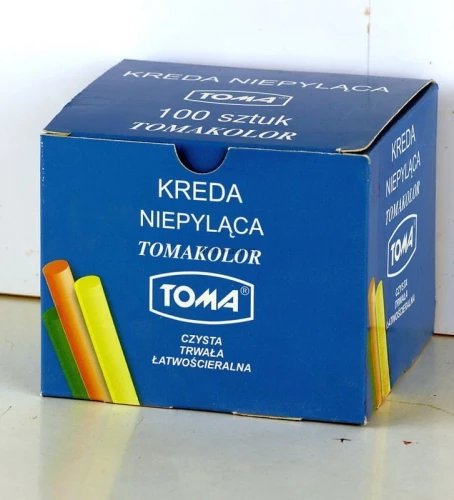 KREDA NIEPYLĄCA
TOMA
100 sztuk
TOMAKOLOR
KREDA
NIEPYLĄCA
TOMAKOLOR
TOMA®
CZYSTA
TRWAŁA
ŁATWOŚCIERALNA
KREDA
NIEPYLĄCA
TOMAKOLOR
TOMA
CZYSTA
TRWAŁA
ŁATWOŚCIERALNA